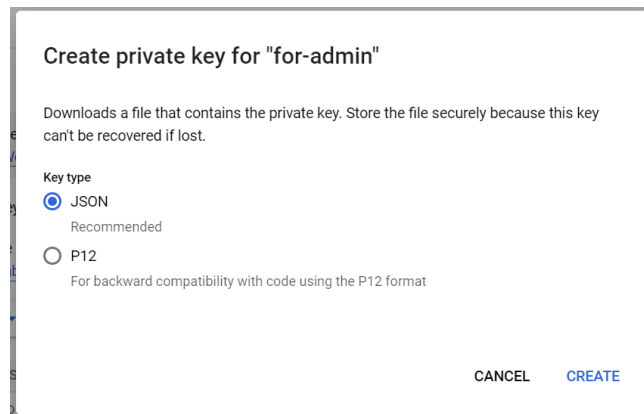 Create private key for "for-admin"
Downloads a file that contains the private key. Store the file securely because this key
can't be recovered if lost.
Key type
JSON
Recommended
P12
For backward compatibility with code using the P12 format
CANCEL
CREATE